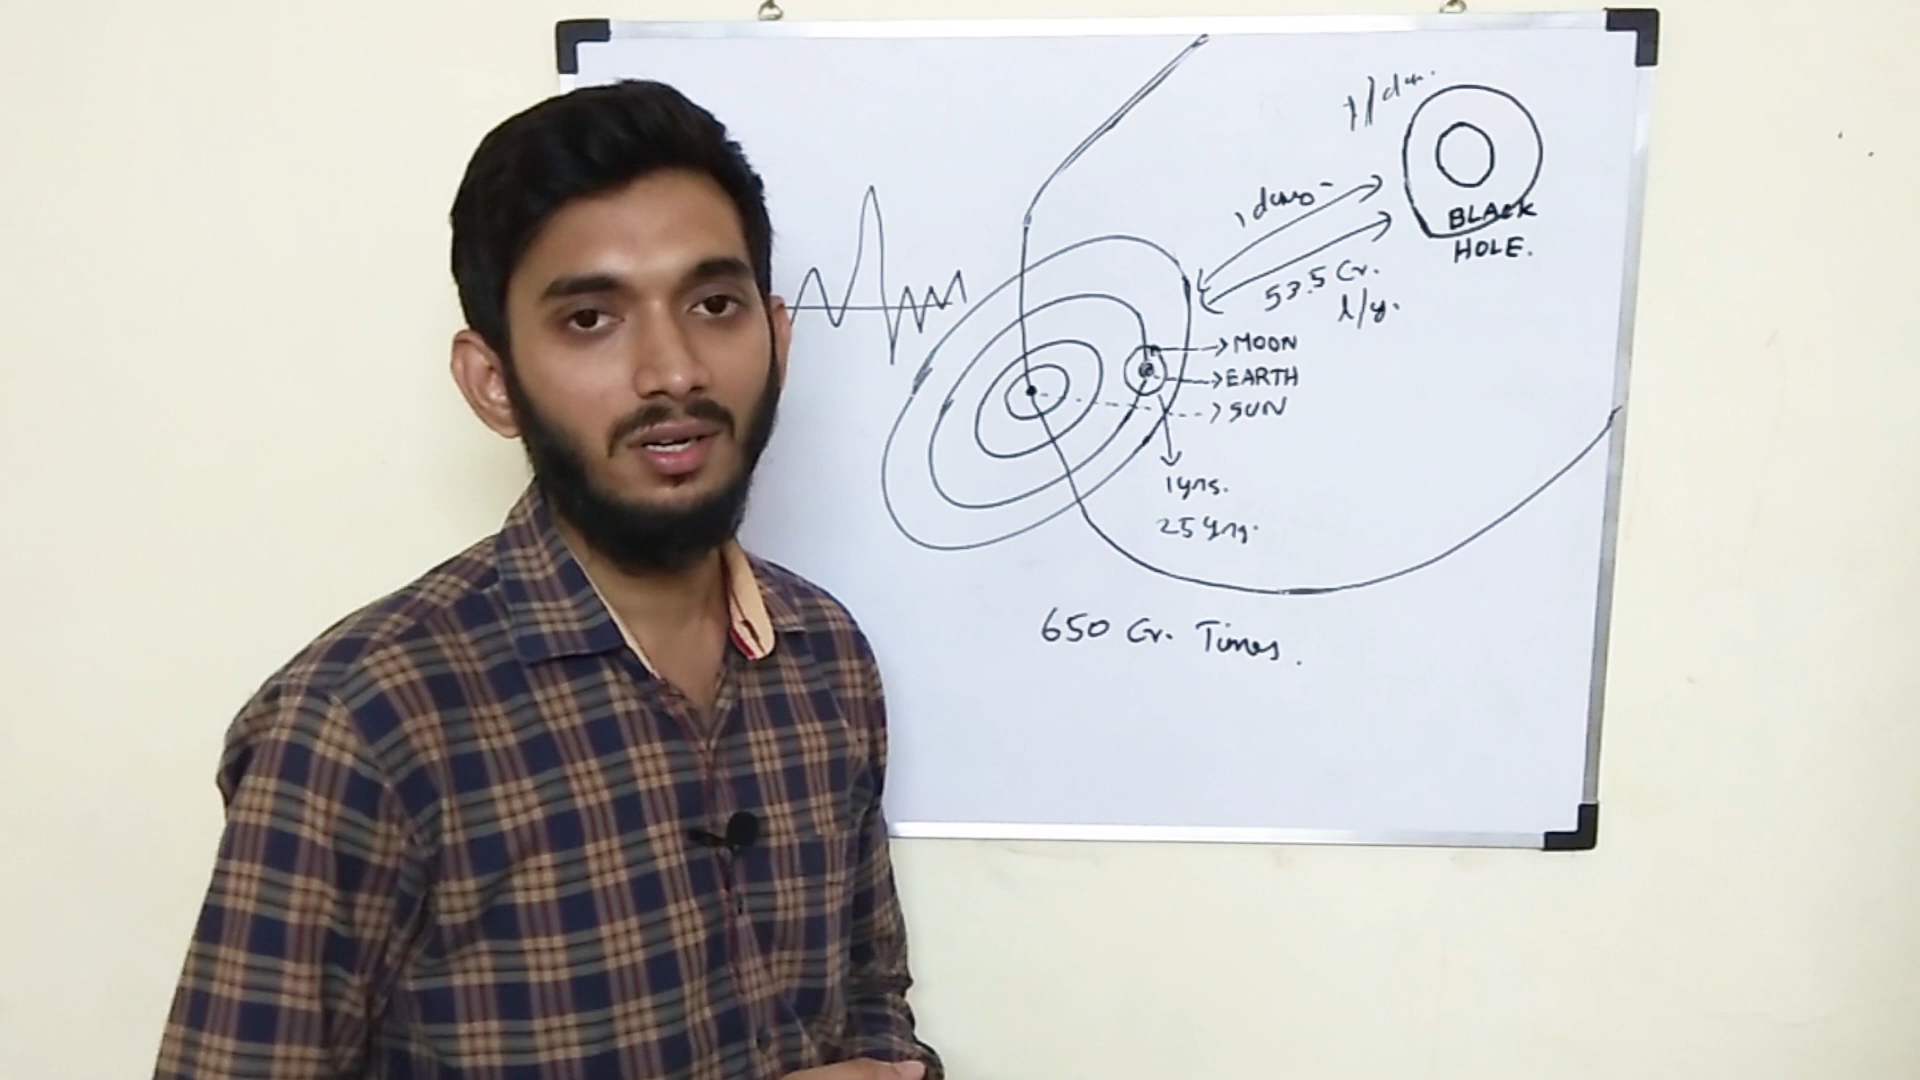 BLACK
HOLE.
53.5 Cr.
l/y.
MOON
EARTH
SUN
1yrs.
25 yrs.
650 Cr. Times.